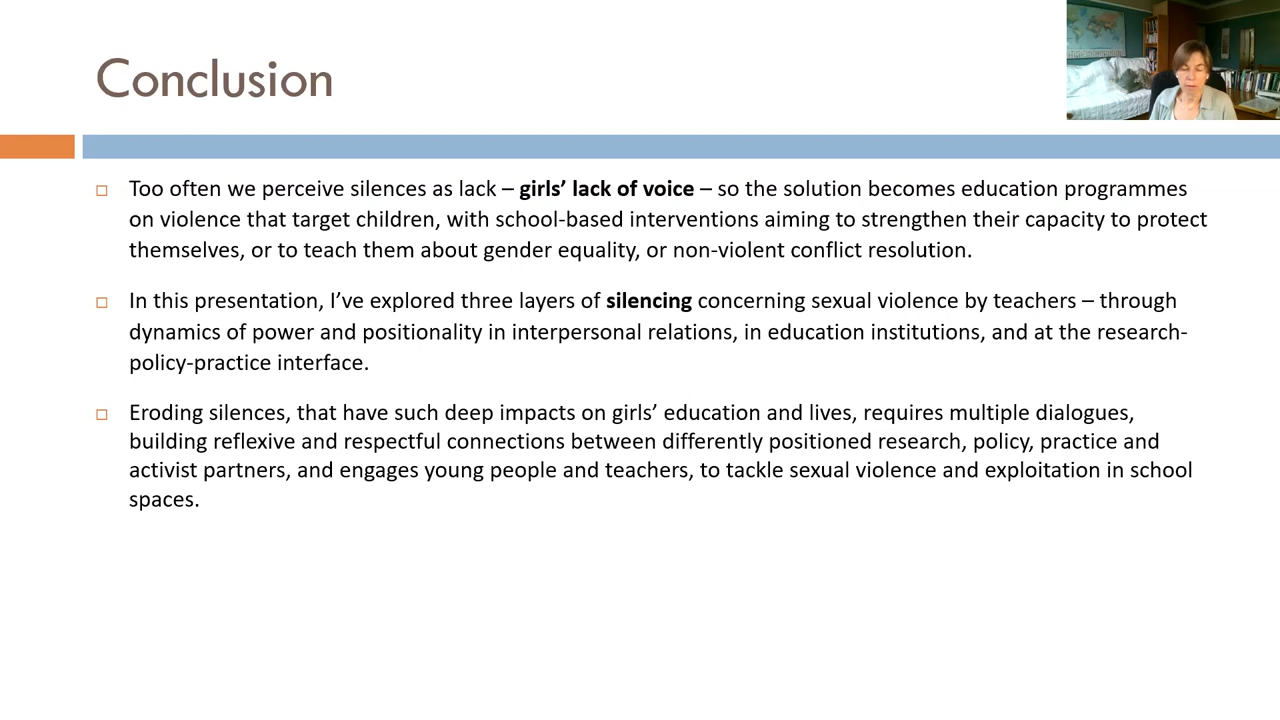 Conclusion
Too often we perceive silences as lack – girls’ lack of voice – so the solution becomes education programmes
on violence that target children, with school-based interventions aiming to strengthen their capacity to protect
themselves, or to teach them about gender equality, or non-violent conflict resolution.
In this presentation, I’ve explored three layers of silencing concerning sexual violence by teachers – through
dynamics of power and positionality in interpersonal relations, in education institutions, and at the research-
policy-practice interface.
Eroding silences, that have such deep impacts on girls’ education and lives, requires multiple dialogues,
building reflexive and respectful connections between differently positioned research, policy, practice and
activist partners, and engages young people and teachers, to tackle sexual violence and exploitation in school
spaces.